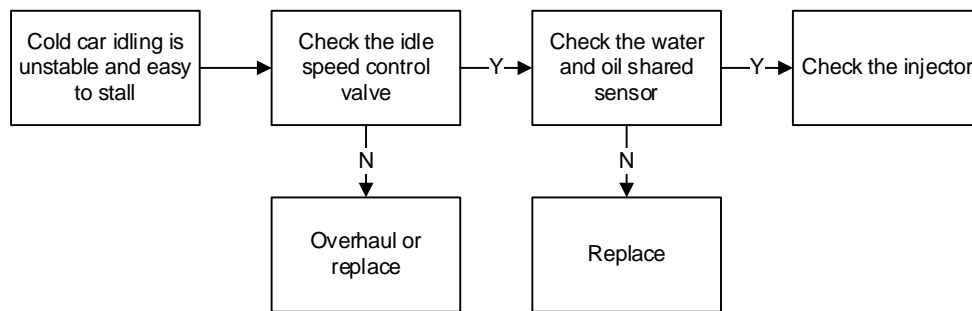 Cold car idling is
unstable and easy
to stall
Check the idle
speed control
valve
Y
Check the water
and oil shared
sensor
Y
Check the injector
N
N
Overhaul or
replace
Replace